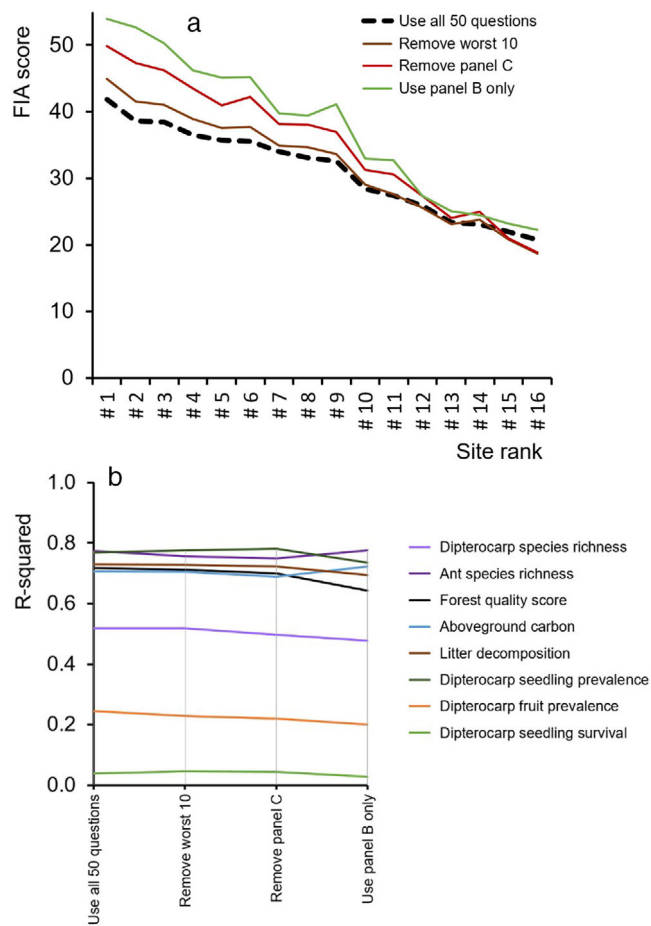 a
FIA score
50
40
30
20
10
0
Use all 50 questions
Remove worst 10
Remove panel C
Use panel B only
# 1
# 2
# 3
# 4
# 5
# 6
# 7
# 8
# 9
# 10
# 11
# 12
# 13
# 14
# 15
# 16
Site rank
b
R-squared
1.0
0.8
0.6
0.4
0.2
0.0
Dipterocarp species richness
Ant species richness
Forest quality score
Aboveground carbon
Litter decomposition
Dipterocarp seedling prevalence
Dipterocarp fruit prevalence
Dipterocarp seedling survival
Use all 50 questions
Remove worst 10
Remove panel C
Use panel B only